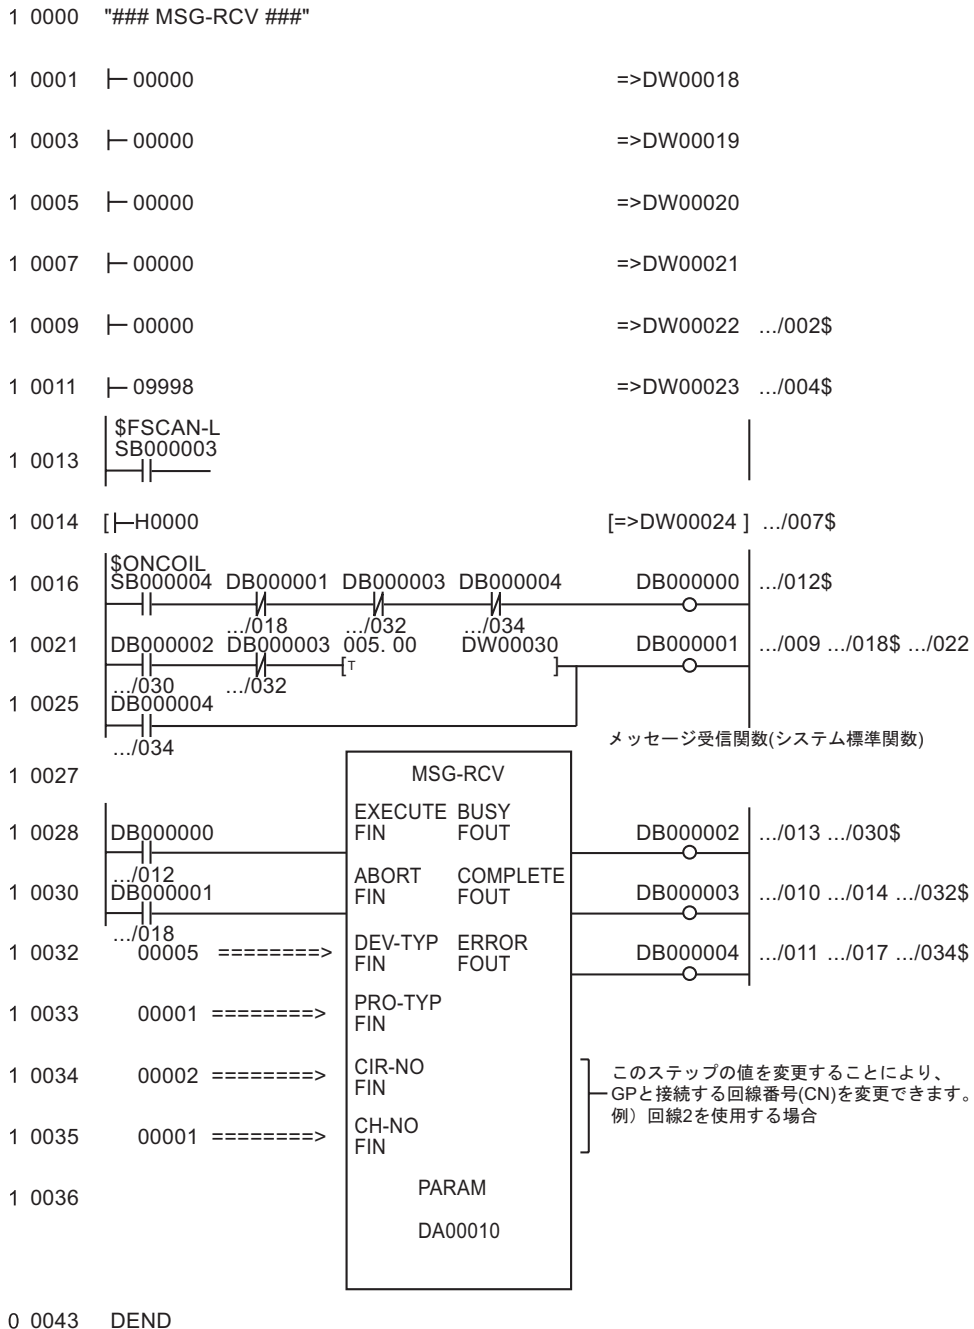 1 0000 "### MSG-RCV ###"
1 0001 00000 =>DW00018
1 0003 00000 =>DW00019
1 0005 00000 =>DW00020
1 0007 00000 =>DW00021
1 0009 00000 =>DW00022 .../002$
1 0011 09998 =>DW00023 .../004$
$FSCAN-L
SB000003
1 0013
1 0014 [ H0000 [=>DW00024 ] .../007$
$ONCOIL
1 0016 SB000004 DB000001 DB000003 DB000004 DB000000 .../012$
.../018 .../032 .../034
1 0021 DB000002 DB000003 005. 00 DW00030 DB000001 .../009 .../018$ .../022
[T ]
.../030 .../032
1 0025 DB000004
.../034
メッセージ受信関数(システム標準関数)
1 0027 MSG-RCV
EXECUTE BUSY
1 0028 DB000000 FIN FOUT DB000002 .../013 .../030$
.../012
ABORT COMPLETE
1 0030 DB000001 FIN FOUT DB000003 .../010 .../014 .../032$
.../018
DEV-TYP ERROR
1 0032 00005 ========> FIN FOUT DB000004 .../011 .../017 .../034$
PRO-TYP
1 0033 00001 ========> FIN
CIR-NO
1 0034 00002 ========> FIN
CH-NO
1 0035 00001 ========> FIN
このステップの値を変更することにより、
GPと接続する回線番号(CN)を変更できます。
例）回線2を使用する場合
PARAM
1 0036
DA00010
0 0043 DEND